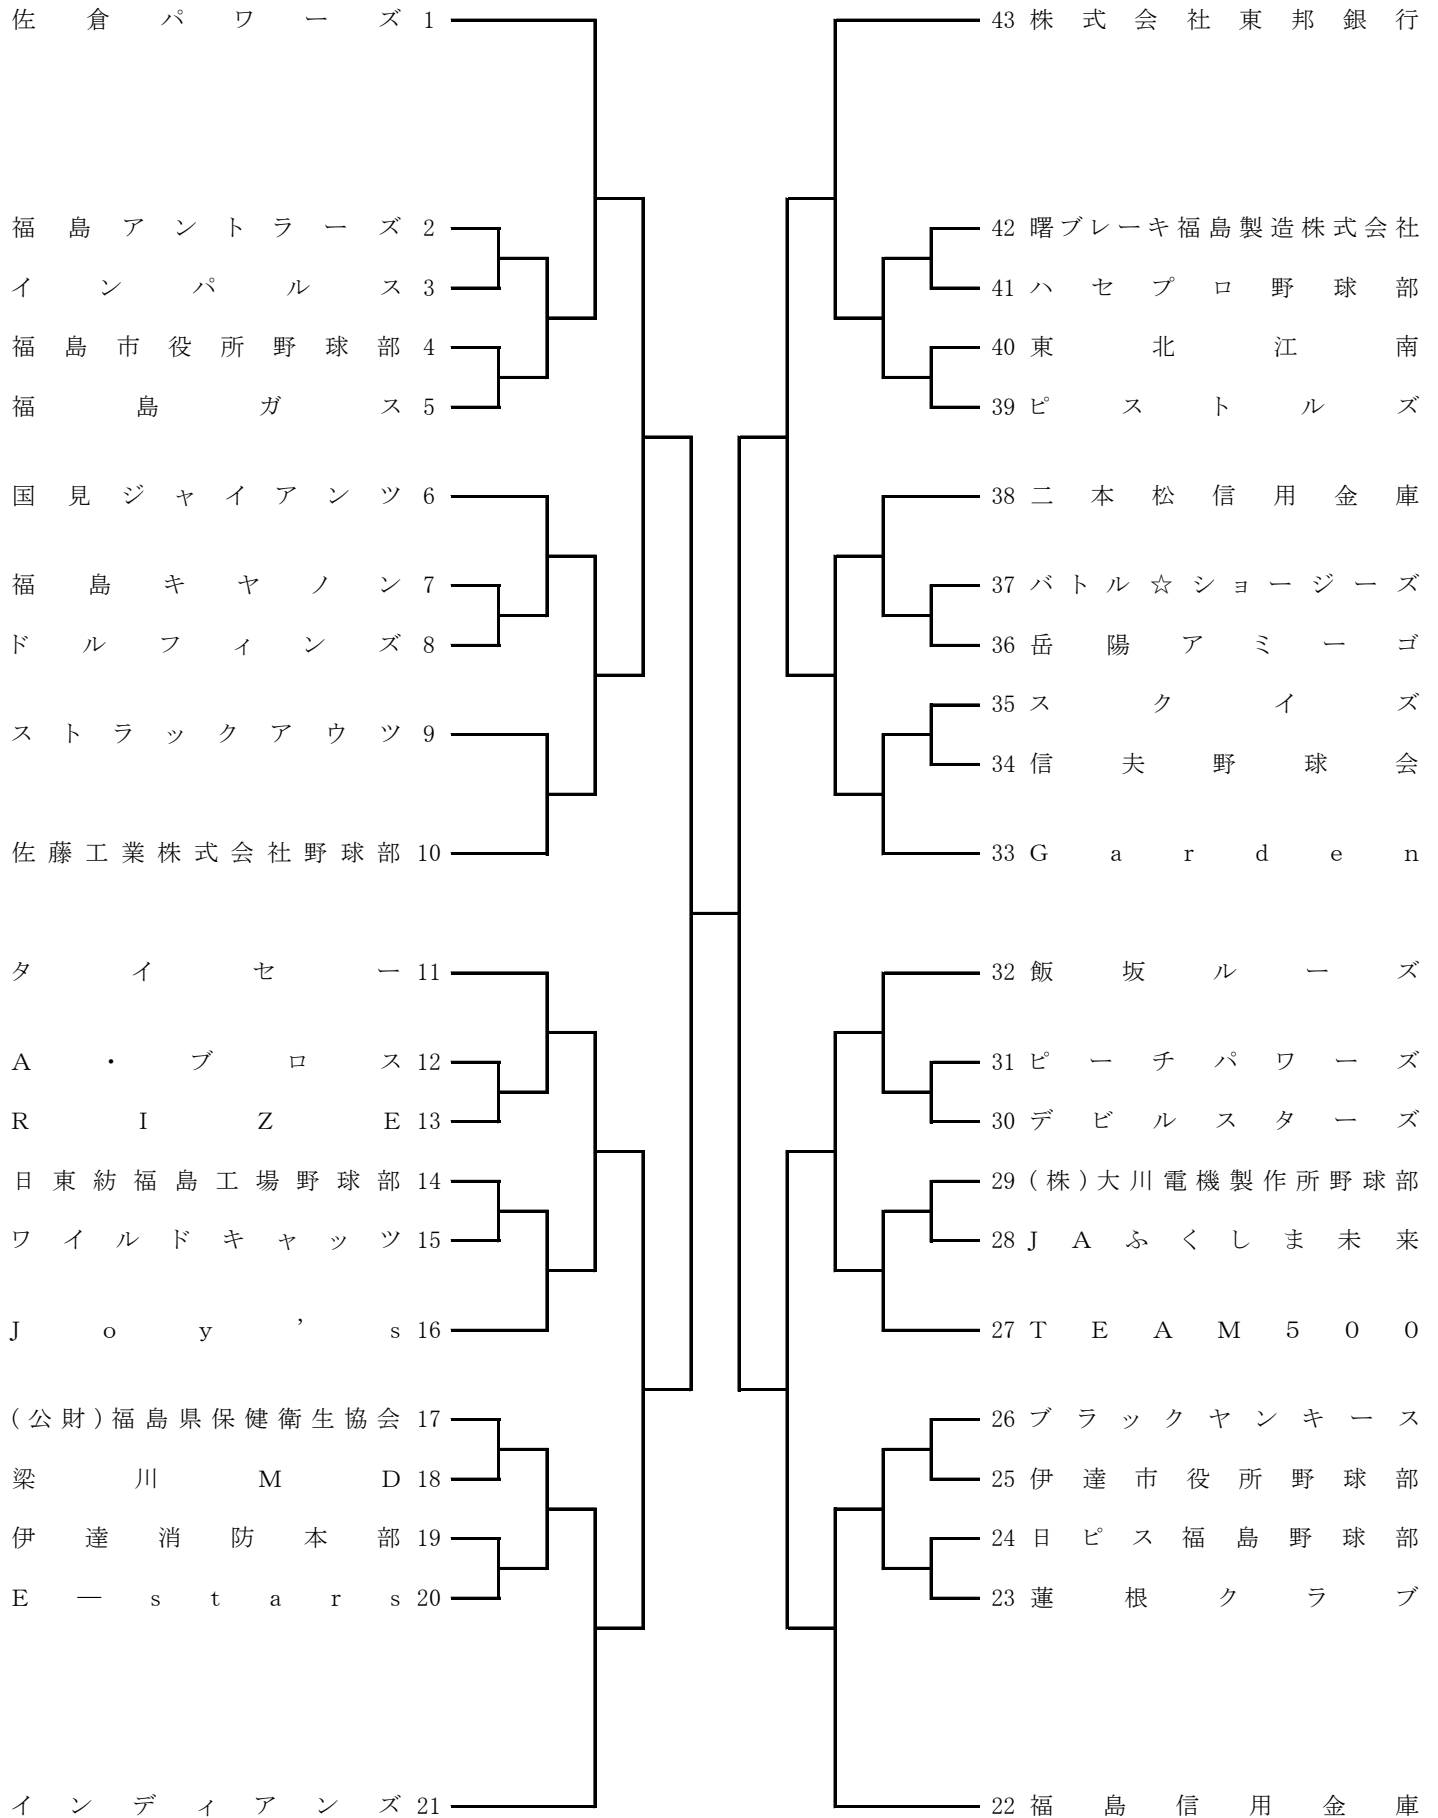 佐倉パワーズ 1
福島アントラーズ 2
インパルス 3
福島市役所野球部 4
福島ガス 5
国見ジャイアンツ 6
福島キヤノン 7
ドルフィンズ 8
ストラックアウツ 9
佐藤工業株式会社野球部 10
タイセー 11
A・ブロス 12
RIZE 13
日東紡福島工場野球部 14
ワイルドキャッツ 15
Joy’s 16
(公財)福島県保健衛生協会 17
梁川MD 18
伊達消防本部 19
E―stars 20
インディアンズ 21
43 株式会社東邦銀行
42 曙ブレーキ福島製造株式会社
41 ハセプロ野球部
40 東北江南
39 ピストルズ
38 二本松信用金庫
37 バトル☆ショージーズ
36 岳陽アミーゴ
35 スクイズ
34 信夫野球会
33 Garden
32 飯坂ルーズ
31 ピーチパワーズ
30 デビルスターズ
29 (株)大川電機製作所野球部
28 JAふくしま未来
27 TEAM500
26 ブラックヤンキース
25 伊達市役所野球部
24 日ピス福島野球部
23 蓮根クラブ
22 福島信用金庫